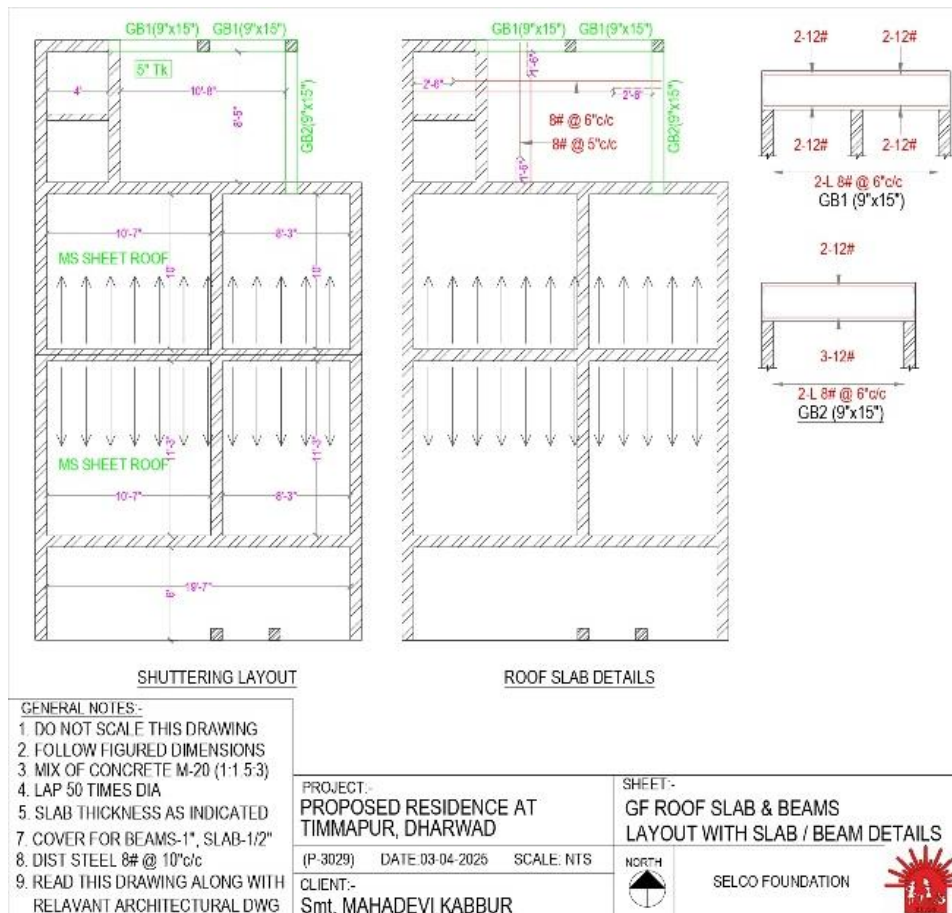 GB1(9"x15") GB1(9"x15")
5" Tk
4'
10'-8"
8'-5"
GB2(9"x15")
10'-7"
8'-3"
MS SHEET ROOF
10'
10'
MS SHEET ROOF
11'-3"
11'-3"
10'-7"
8'-3"
19'-7"
6'
SHUTTERING LAYOUT
GB1(9"x15") GB1(9"x15")
1'-6"
2'-6"
2'-8"
8# @ 6"c/c
8# @ 5"c/c
1'-6"
GB2(9"x15")
ROOF SLAB DETAILS
2-12# 2-12#
2-12# 2-12#
2-L 8# @ 6"c/c
GB1 (9"x15")
2-12#
3-12#
2-L 8# @ 6"c/c
GB2 (9"x15")
GENERAL NOTES:-
1. DO NOT SCALE THIS DRAWING
2. FOLLOW FIGURED DIMENSIONS
3. MIX OF CONCRETE M-20 (1:1.5:3)
4. LAP 50 TIMES DIA
5. SLAB THICKNESS AS INDICATED
7. COVER FOR BEAMS-1", SLAB-1/2"
8. DIST STEEL 8# @ 10"c/c
9. READ THIS DRAWING ALONG WITH
RELAVANT ARCHITECTURAL DWG
PROJECT:-
PROPOSED RESIDENCE AT
TIMMAPUR, DHARWAD
(P-3029) DATE:03-04-2025 SCALE: NTS
CLIENT:-
Smt. MAHADEVI KABBUR
SHEET:-
GF ROOF SLAB & BEAMS
LAYOUT WITH SLAB / BEAM DETAILS
NORTH
SELCO FOUNDATION